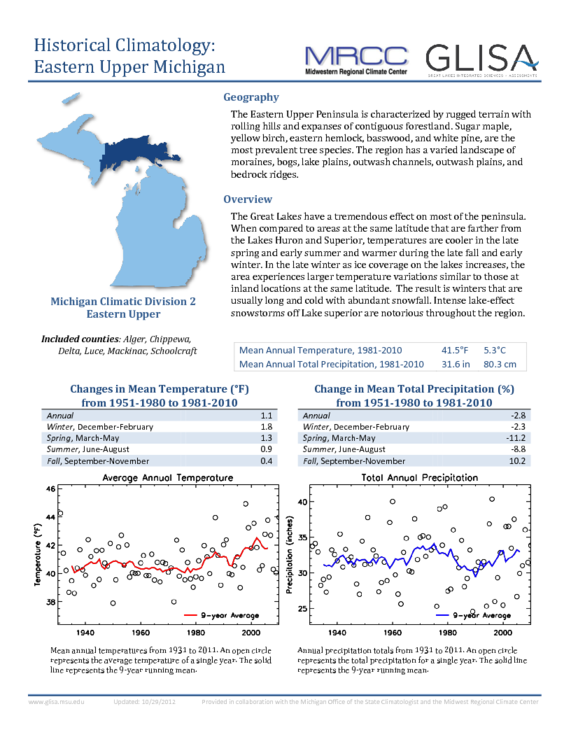 Historical Climatology:
Eastern Upper Michigan
MRCC
Midwestern Regional Climate Center
GLISA
GREAT LAKES INTEGRATED SCIENCES + ASSESSMENTS
Geography
The Eastern Upper Peninsula is characterized by rugged terrain with
rolling hills and expanses of contiguous forestland. Sugar maple,
yellow birch, eastern hemlock, basswood, and white pine, are the
most prevalent tree species. The region has a varied landscape of
moraines, bogs, lake plains, outwash channels, outwash plains, and
bedrock ridges.
Overview
The Great Lakes have a tremendous effect on most of the peninsula.
When compared to areas at the same latitude that are farther from
the Lakes Huron and Superior, temperatures are cooler in the late
spring and early summer and warmer during the late fall and early
winter. In the late winter as ice coverage on the lakes increases, the
area experiences larger temperature variations similar to those at
inland locations at the same latitude.  The result is winters that are
usually long and cold with abundant snowfall. Intense lake-effect
snowstorms off Lake superior are notorious throughout the region.
Michigan Climatic Division 2
Eastern Upper
Included counties: Alger, Chippewa,
Delta, Luce, Mackinac, Schoolcraft
Mean Annual Temperature, 1981-2010 41.5°F 5.3°C
Mean Annual Total Precipitation, 1981-2010 31.6 in 80.3 cm
Changes in Mean Temperature (°F)
from 1951-1980 to 1981-2010
Annual 1.1
Winter, December-February 1.8
Spring, March-May 1.3
Summer, June-August 0.9
Fall, September-November 0.4
Change in Mean Total Precipitation (%)
from 1951-1980 to 1981-2010
Annual -2.8
Winter, December-February -2.3
Spring, March-May -11.2
Summer, June-August -8.8
Fall, September-November 10.2
Average Annual Temperature
Temperature (°F)
46
44
42
40
38
1940 1960 1980 2000
9-year Average
Total Annual Precipitation
Precipitation (inches)
40
35
30
25
1940 1960 1980 2000
9-year Average
Mean annual temperatures from 1931 to 2011. An open circle
represents the average temperature of a single year. The solid
line represents the 9-year running mean.
Annual precipitation totals from 1931 to 2011. An open circle
represents the total precipitation for a single year. The solid line
represents the 9-year running mean.
www.glisa.msu.edu Updated: 10/29/2012 Provided in collaboration with the Michigan Office of the State Climatologist and the Midwest Regional Climate Center